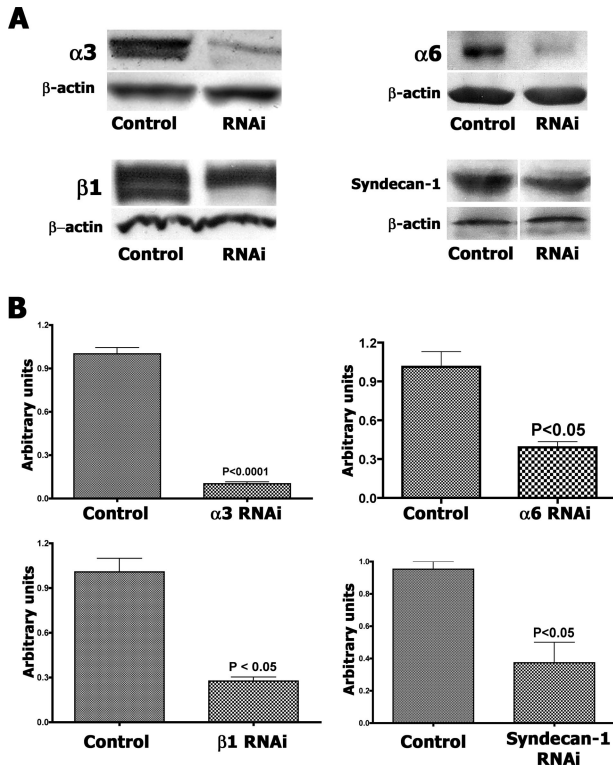 A
α3
β-actin
Control RNAi
α6
β-actin
Control RNAi
β1
β–actin
Control RNAi
Syndecan-1
β-actin
Control RNAi
B
Arbitrary units
1.2
0.9
0.6
0.3
0.0
P<0.0001
Control α3 RNAi
Arbitrary units
1.2
0.9
0.6
0.3
0.0
P<0.05
Control α6 RNAi
Arbitrary units
1.2
0.9
0.6
0.3
0.0
P < 0.05
Control β1 RNAi
Arbitrary units
1.0
0.8
0.6
0.4
0.2
0.0
P<0.05
Control Syndecan-1
RNAi